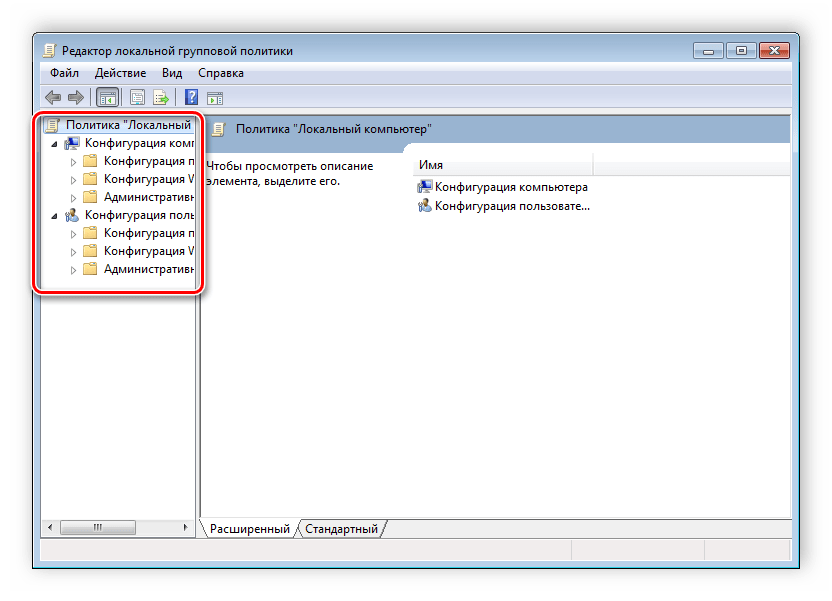 Редактор локальной групповой политики
Файл Действие Вид Справка
Политика "Локальный
Конфигурация комп
Конфигурация п
Конфигурация W
Административн
Конфигурация поль
Конфигурация п
Конфигурация W
Административн
Политика "Локальный компьютер"
Чтобы просмотреть описание
элемента, выделите его.
Имя
Конфигурация компьютера
Конфигурация пользовате...
Расширенный Стандартный